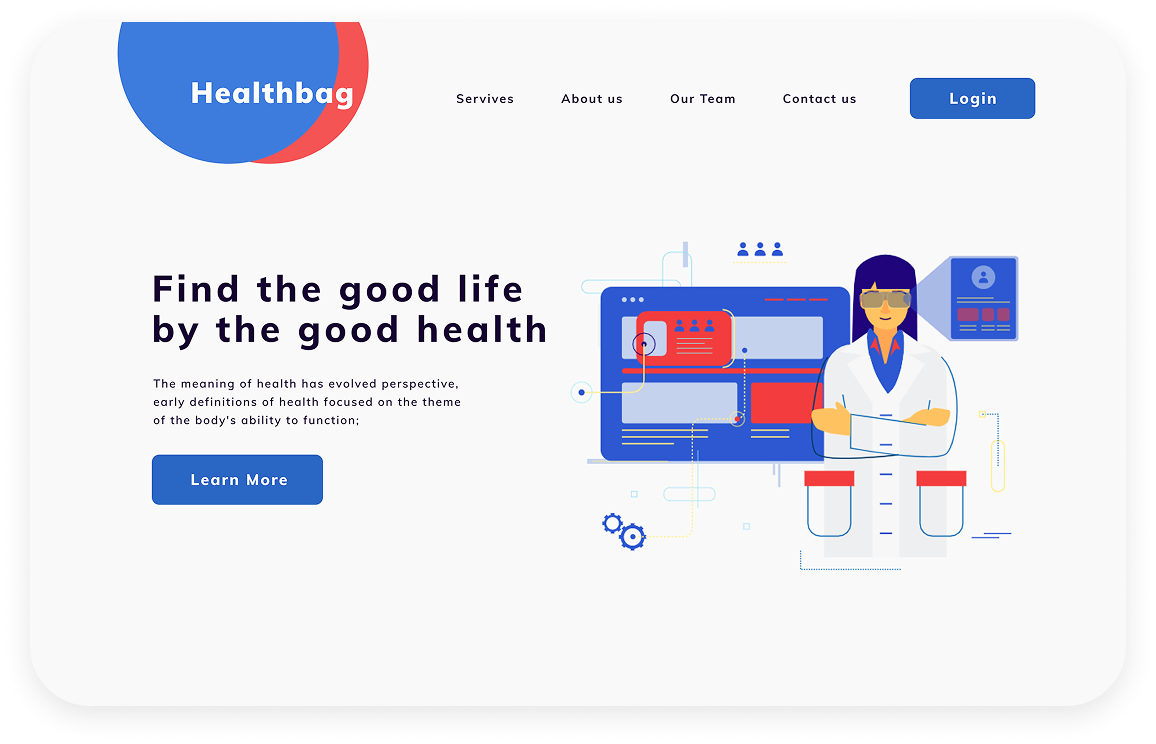 Healthbag
Servives
About us
Our Team
Contact us
Login
Find the good life
by the good health
The meaning of health has evolved perspective,
early definitions of health focused on the theme
of the body's ability to function;
Learn More